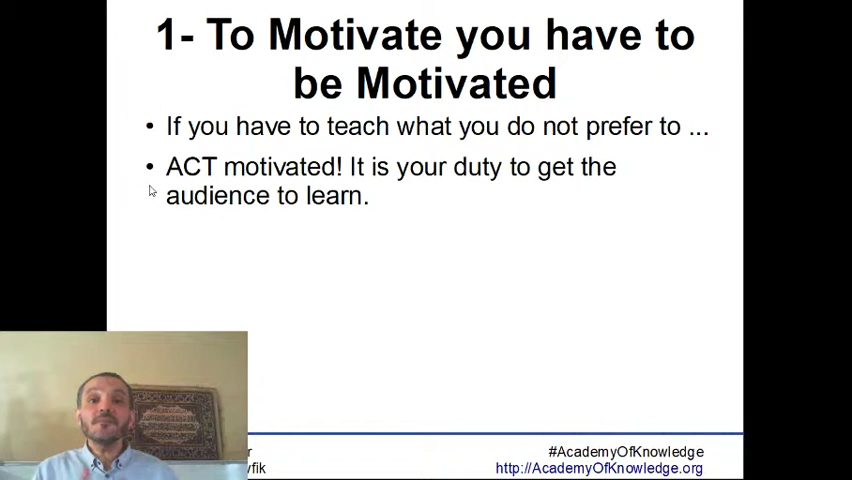 1- To Motivate you have to
be Motivated
• If you have to teach what you do not prefer to ...
• ACT motivated! It is your duty to get the
audience to learn.
#AcademyOfKnowledge
http://AcademyOfKnowledge.org